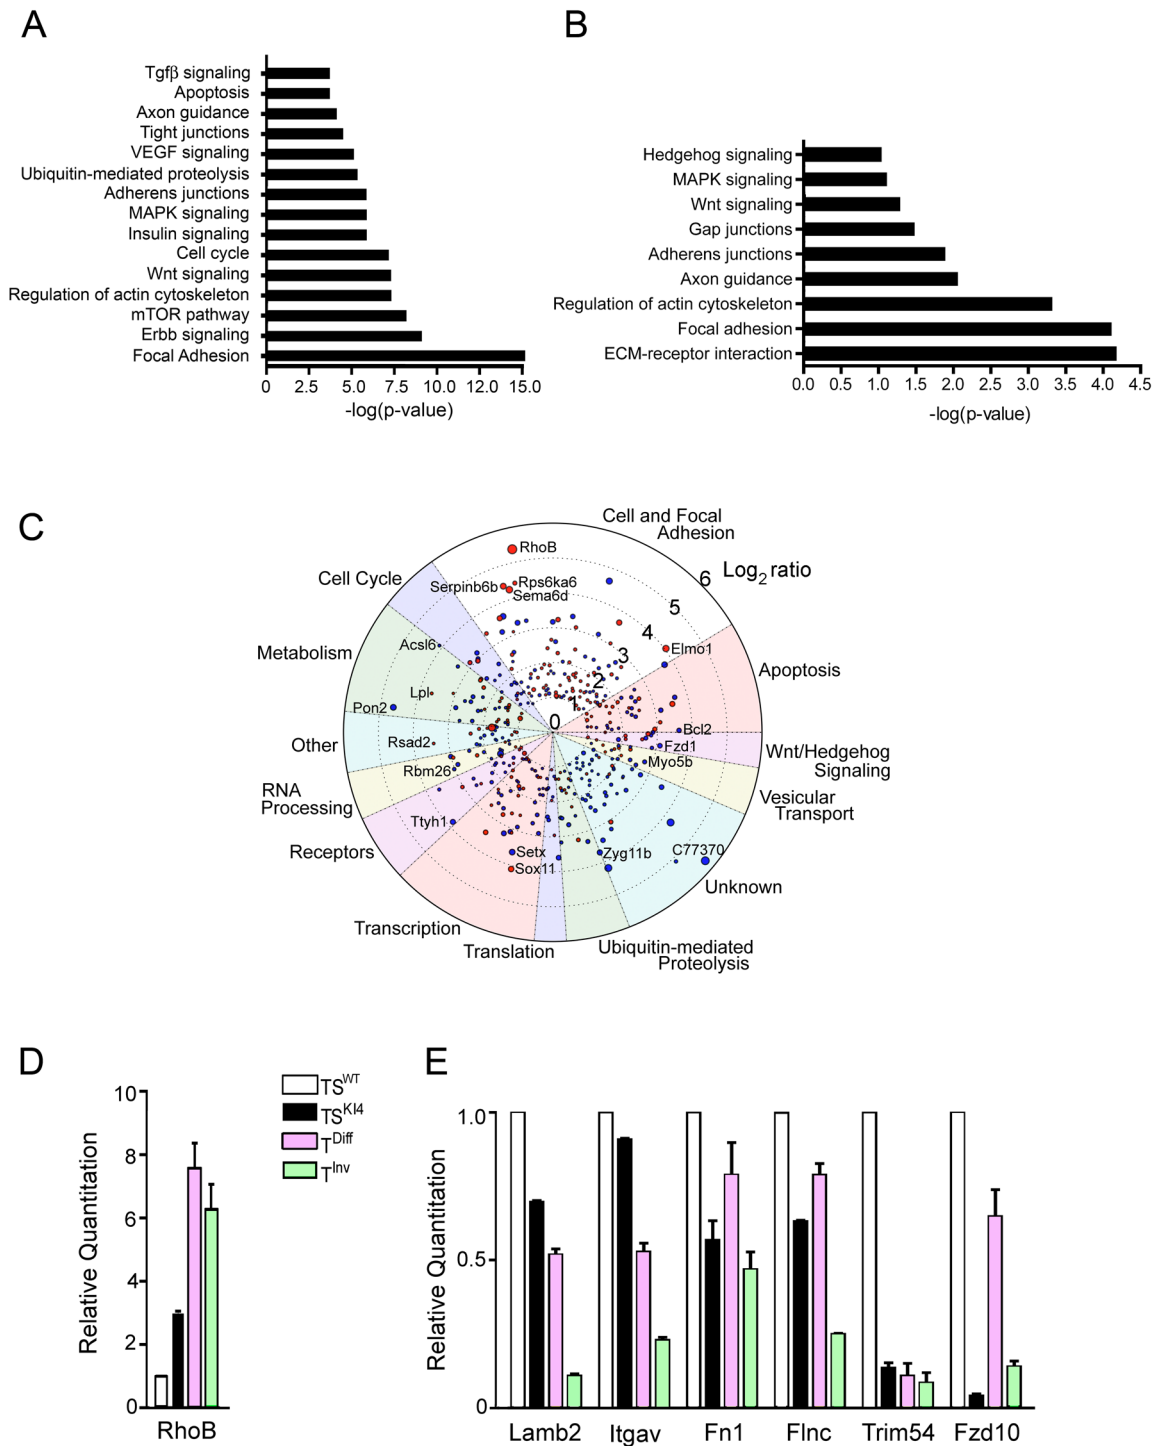 A
B
Tgfβ signaling
Apoptosis
Axon guidance
Tight junctions
VEGF signaling
Ubiquitin-mediated proteolysis
Adherens junctions
MAPK signaling
Insulin signaling
Cell cycle
Wnt signaling
Regulation of actin cytoskeleton
mTOR pathway
Erbb signaling
Focal Adhesion
0 2.5 5.0 7.5 10.0 12.0 15.0
-log(p-value)
Hedgehog signaling
MAPK signaling
Wnt signaling
Gap junctions
Adherens junctions
Axon guidance
Regulation of actin cytoskeleton
Focal adhesion
ECM-receptor interaction
0.0 0.5 1.0 1.5 2.0 2.5 3.0 3.5 4.0 4.5
-log(p-value)
C
Cell and Focal
Adhesion
RhoB
Log2 ratio
6
5
4
3
2
1
0
Cell Cycle
Serpinb6b
Rps6ka6
Sema6d
Elmo1
Metabolism
Acsl6
Apoptosis
Lpl
Pon2
Bcl2
Other
Rsad2
Fzd1
Wnt/Hedgehog
Signaling
Myo5b
Rbm26
RNA
Processing
Vesicular
Transport
Ttyh1
Receptors
Setx
Sox11
Zyg11b
C77370
Unknown
Transcription
Translation
Ubiquitin-mediated
Proteolysis
D
Relative Quantitation
10
8
6
4
2
0
RhoB
TS^WT
TS^KI4
T^Diff
T^Inv
E
Relative Quantitation
1.0
0.5
0
Lamb2 Itgav Fn1 Flnc Trim54 Fzd10